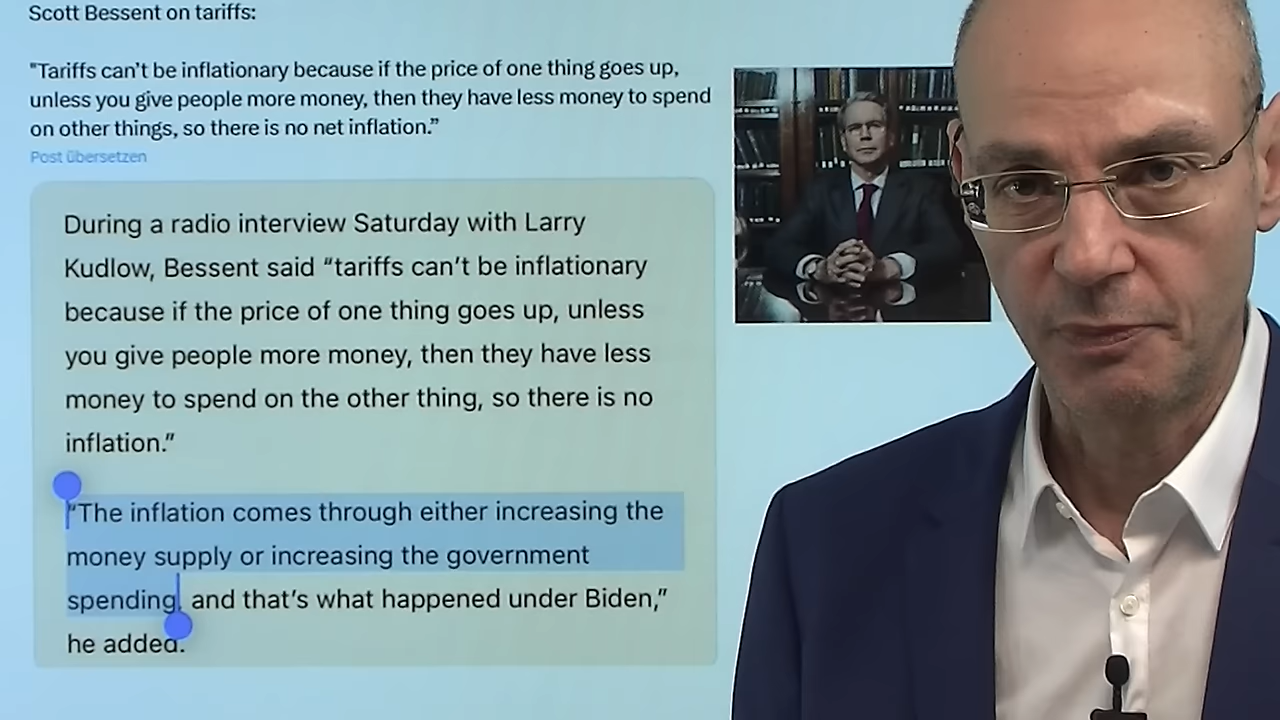 Scott Bessent on tariffs:
"Tariffs can't be inflationary because if the price of one thing goes up,
unless you give people more money, then they have less money to spend
on other things, so there is no net inflation."
Post übersetzen
During a radio interview Saturday with Larry
Kudlow, Bessent said “tariffs can’t be inflationary
because if the price of one thing goes up, unless
you give people more money, then they have less
money to spend on the other thing, so there is no
inflation.”
“The inflation comes through either increasing the
money supply or increasing the government
spending, and that’s what happened under Biden,”
he added.